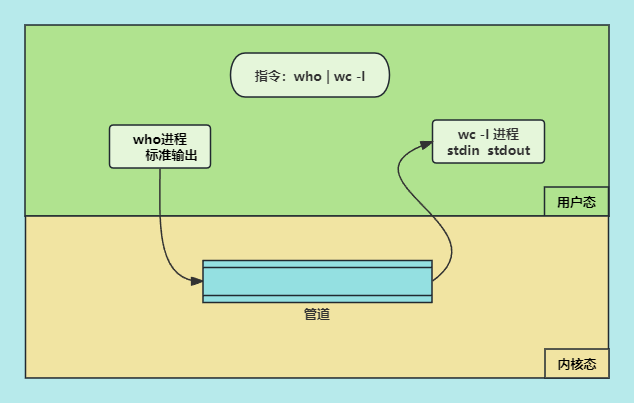 指令：who | wc -l
who进程
标准输出
wc -l 进程
stdin stdout
用户态
管道
内核态